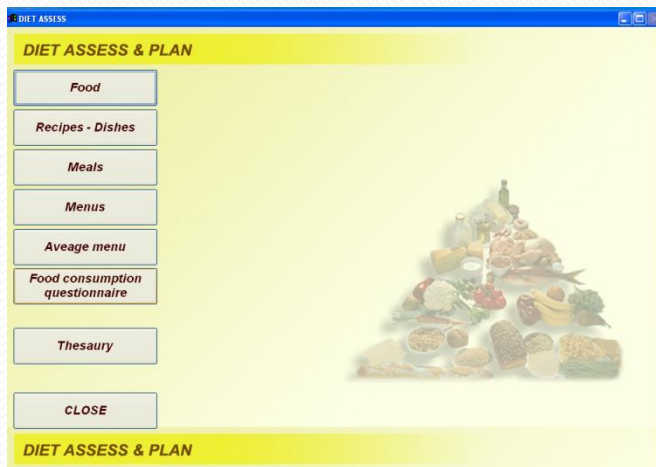 DIET ASSESS
DIET ASSESS & PLAN
Food
Recipes - Dishes
Meals
Menus
Aveage menu
Food consumption
questionnaire
Thesaury
CLOSE
DIET ASSESS & PLAN